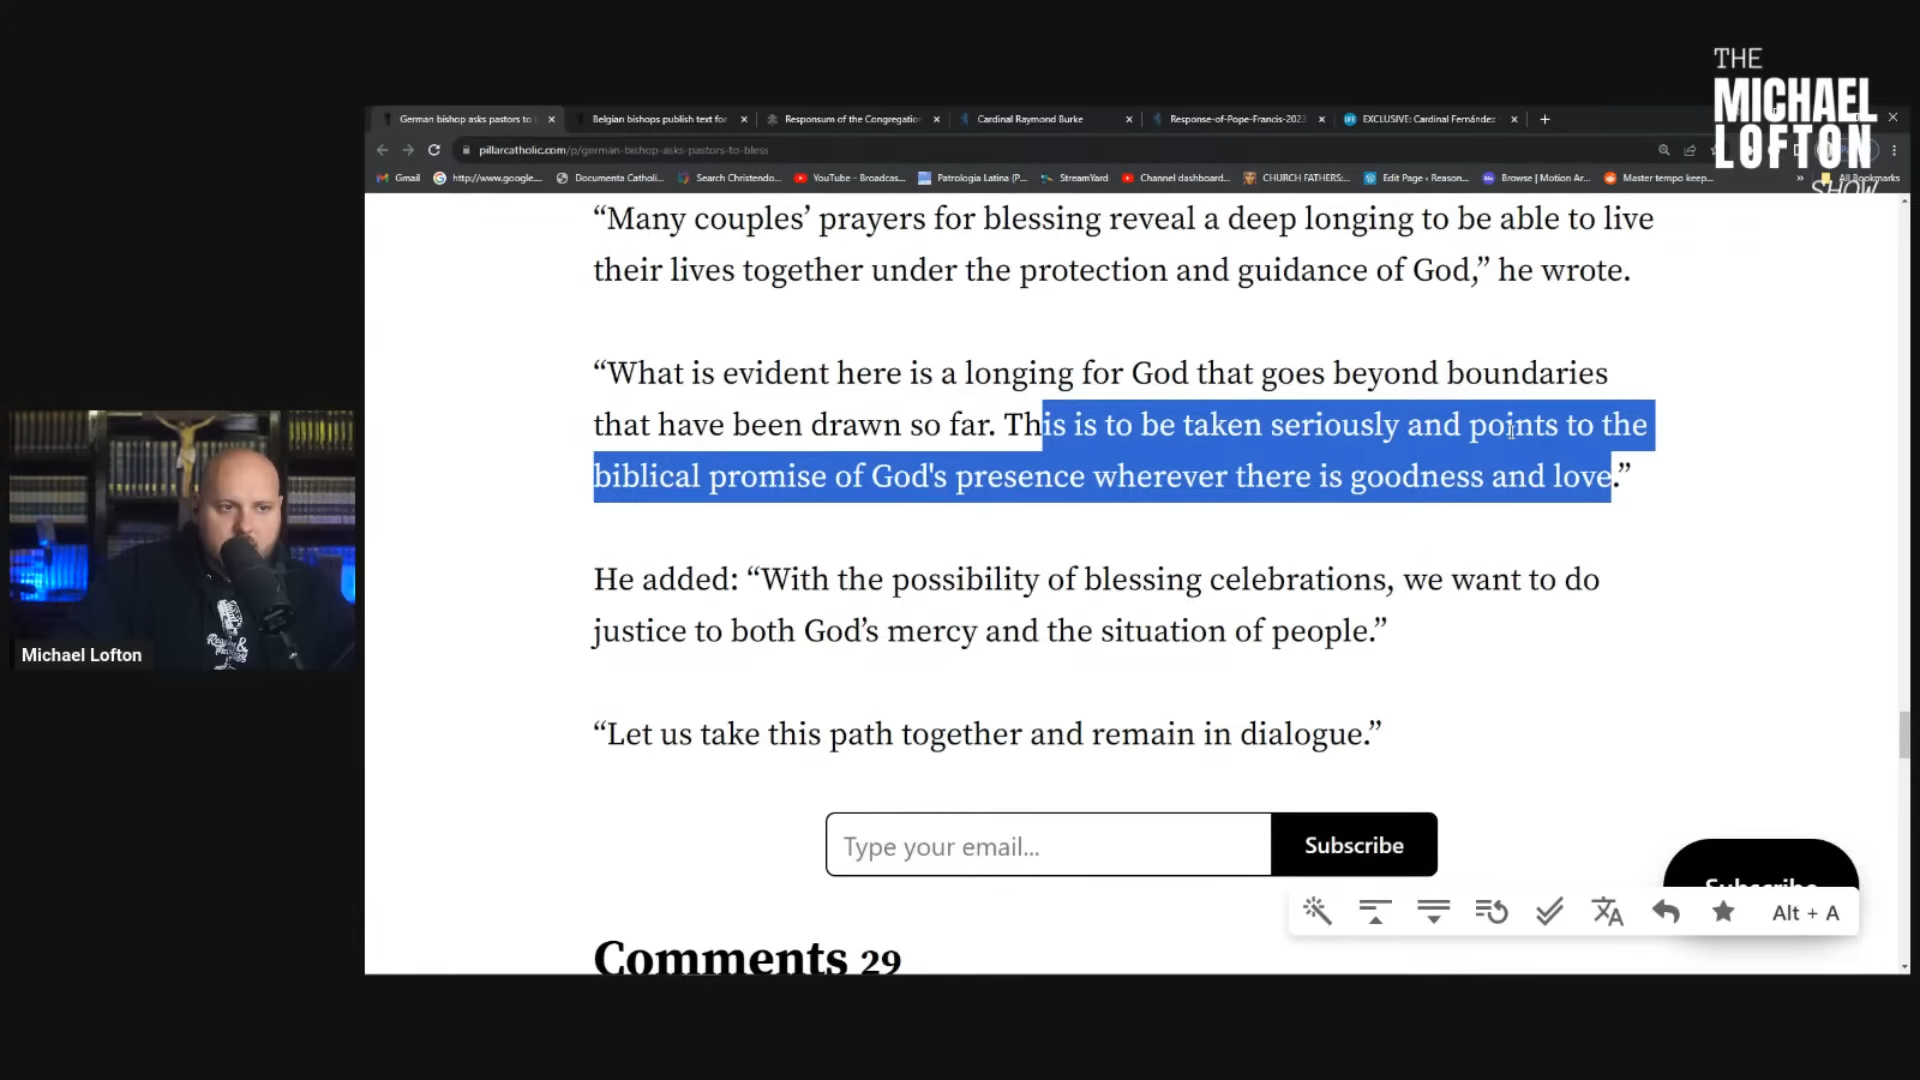 THE
MICHAEL
LOFTON
SHOW
German bishop asks pastors to
Belgian bishops publish text for
Responsum of the Congregation
Cardinal Raymond Burke
Response-of-Pope-Francis-2023
EXCLUSIVE: Cardinal Fernández
pillarcatholic.com/p/german-bishop-asks-pastors-to-bless
Gmail
http://www.google....
Documenta Catholi...
Search Christendo...
YouTube - Broadcas...
Patrologia Latina (P...
StreamYard
Channel dashboard...
CHURCH FATHERS:...
Edit Page ‹ Reason...
Browse | Motion Ar...
Master tempo keep...
»
All Bookmarks
“Many couples’ prayers for blessing reveal a deep longing to be able to live
their lives together under the protection and guidance of God,” he wrote.
“What is evident here is a longing for God that goes beyond boundaries
that have been drawn so far. This is to be taken seriously and points to the
biblical promise of God's presence wherever there is goodness and love.”
He added: “With the possibility of blessing celebrations, we want to do
justice to both God’s mercy and the situation of people.”
“Let us take this path together and remain in dialogue.”
Type your email...
Subscribe
Subscribe
Alt + A
Comments 29
Michael Lofton